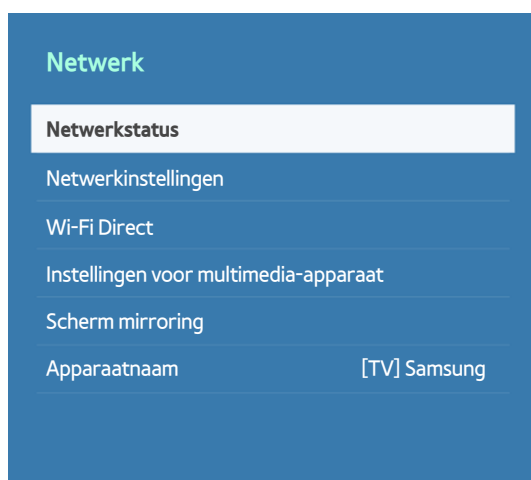 Netwerk
Netwerkstatus
Netwerkinstellingen
Wi-Fi Direct
Instellingen voor multimedia-apparaat
Scherm mirroring
Apparaatnaam [TV] Samsung